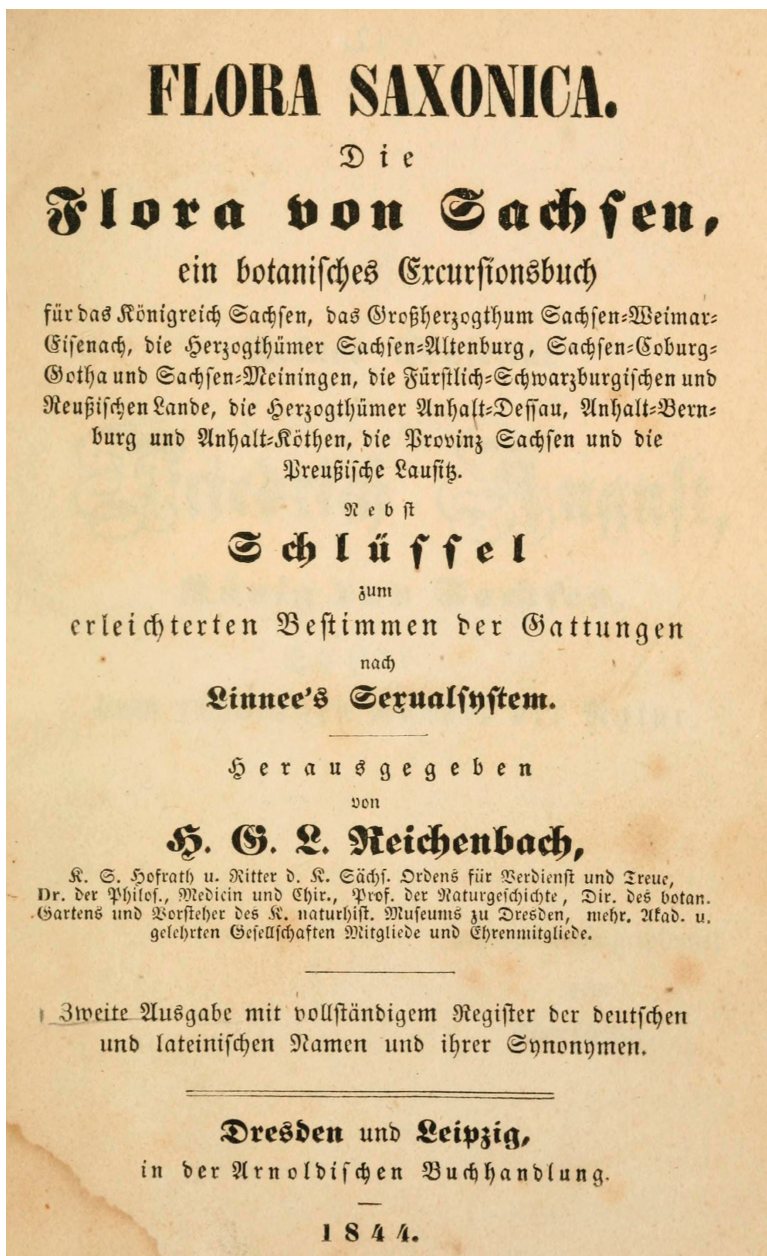 FLORA SAXONICA.
Die
Flora von Sachsen,
ein botanisches Excursionsbuch
für das Königreich Sachsen, das Großherzogthum Sachsen-Weimar-
Eisenach, die Herzogthümer Sachsen-Altenburg, Sachsen-Coburg-
Gotha und Sachsen-Meiningen, die Fürstlich-Schwarzburgischen und
Reußischen Lande, die Herzogthümer Anhalt-Dessau, Anhalt-Bern-
burg und Anhalt-Köthen, die Provinz Sachsen und die
Preußische Lausitz.
Nebst
Schlüssel
zum
erleichterten Bestimmen der Gattungen
nach
Linnee's Sexualsystem.
Herausgegeben
von
H. G. L. Reichenbach,
K. S. Hofrath u. Ritter d. K. Sächs. Ordens für Verdienst und Treue,
Dr. der Philos., Medicin und Chir., Prof. der Naturgeschichte, Dir. des botan.
Gartens und Vorsteher des K. naturhist. Museums zu Dresden, mehr. Akad. u.
gelehrten Gesellschaften Mitgliede und Ehrenmitgliede.
Zweite Ausgabe mit vollständigem Register der deutschen
und lateinischen Namen und ihrer Synonymen.
Dresden und Leipzig,
in der Arnoldischen Buchhandlung.
1844.